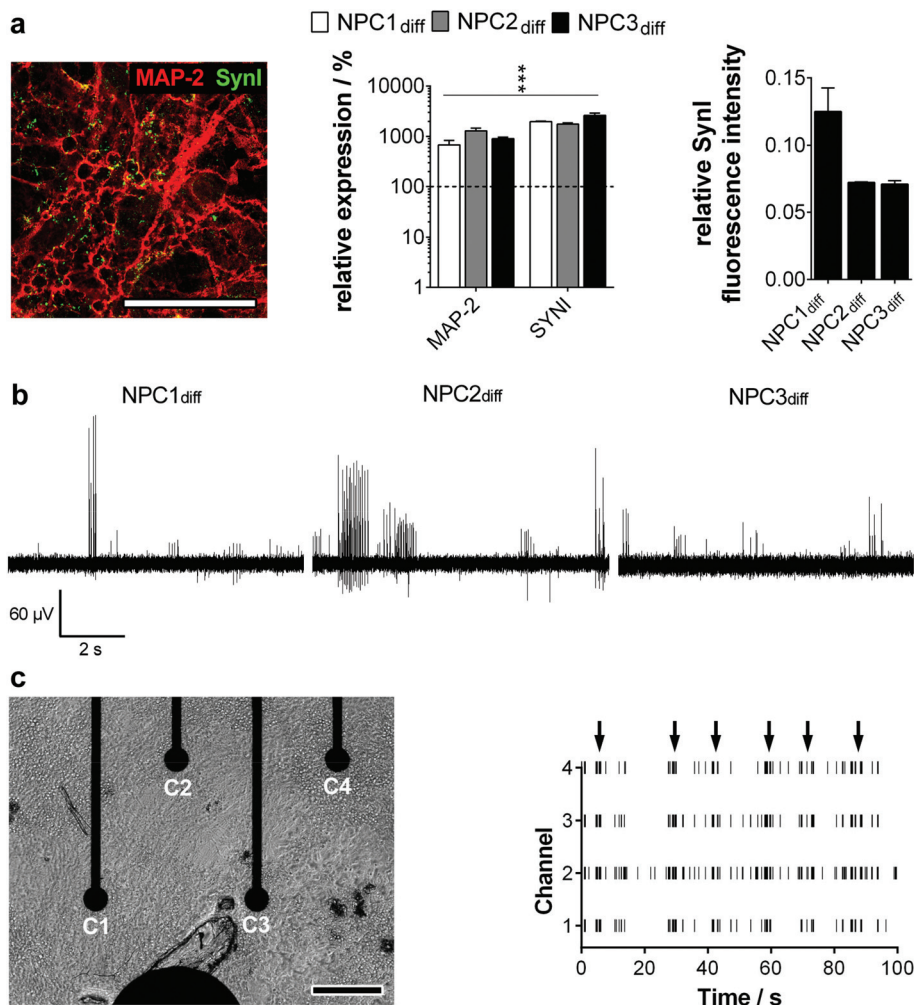 a
NPC1diff NPC2diff NPC3diff
MAP-2 SynI
relative expression / %
10000
1000
100
10
1
***
MAP-2
SYNI
relative SynI
fluorescence intensity
0.15
0.10
0.05
0.00
NPC1diff
NPC2diff
NPC3diff
b
NPC1diff
NPC2diff
NPC3diff
60 µV
2 s
c
C1
C2
C3
C4
Channel
4
3
2
1
0 20 40 60 80 100
Time / s